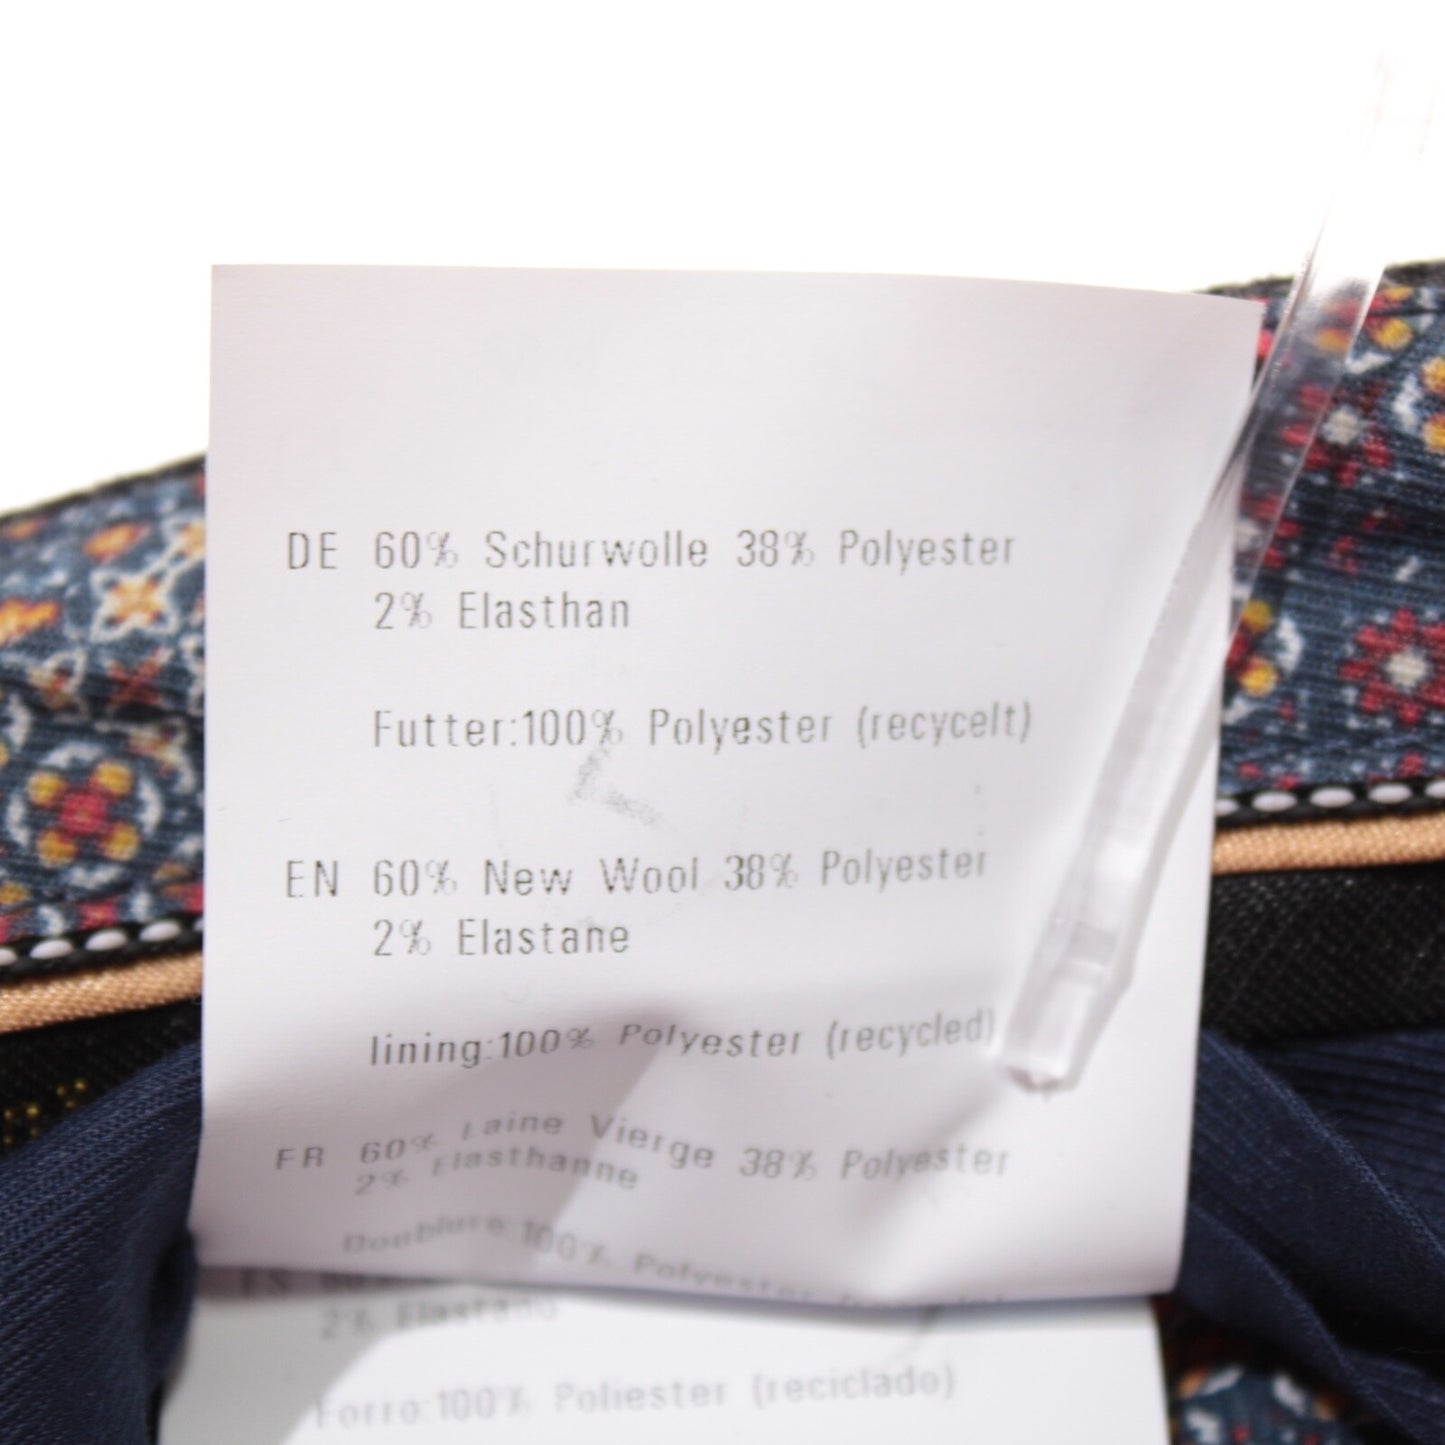 DE 60% Schurwolle 38% Polyester
2% Elasthan
Futter:100% Polyester (recycelt)
EN 60% New Wool 38% Polyester
2% Elastane
lining:100% Polyester (recycled)
FR 60% Laine Vierge 38% Polyester
2% Elasthanne
Doublure:100% Polyester
2% Elastano
Forro:100% Poliester (reciclado)